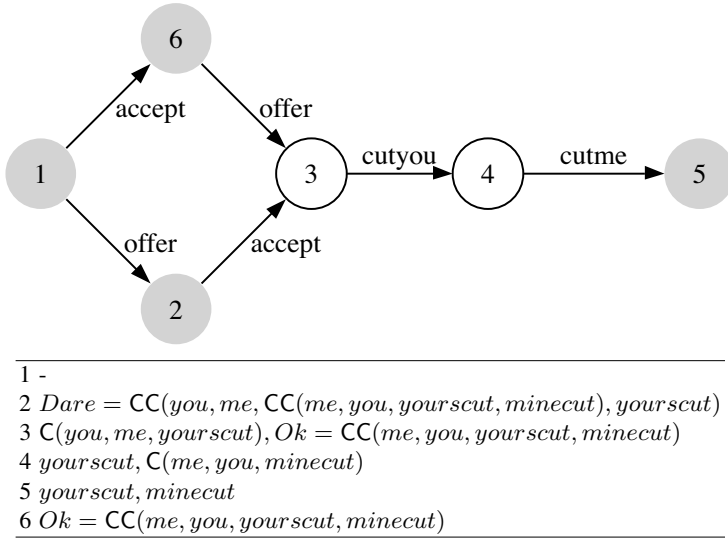 6
accept
offer
1
3
cutyou
4
cutme
5
offer
accept
2
1 -
2 Dare = CC(you, me, CC(me, you, yourscut, minecut), yourscut)
3 C(you, me, yourscut), Ok = CC(me, you, yourscut, minecut)
4 yourscut, C(me, you, minecut)
5 yourscut, minecut
6 Ok = CC(me, you, yourscut, minecut)